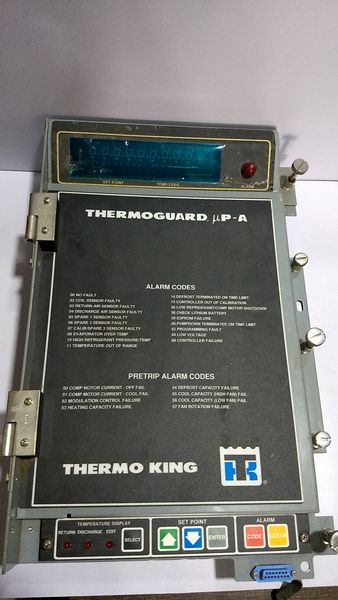 SET POINT TEMP/CODE ALARM
THERMOGUARD µP-A
ALARM CODES
00 NO FAULT
02 COIL SENSOR FAULTY
03 RETURN AIR SENSOR FAULTY
04 DISCHARGE AIR SENSOR FAULTY
05 SPARE 1 SENSOR FAULTY
06 SPARE 2 SENSOR FAULTY
07 CALIB/SPARE 3 SENSOR FAULTY
09 EVAPORATOR OVER TEMP
10 HIGH REFRIGERANT PRESSURE/TEMP
11 TEMPERATURE OUT OF RANGE
14 DEFROST TERMINATED ON TIME LIMIT
15 CONTROLLER OUT OF CALIBRATION
LOW REFRIGERANT/COMP MOTOR SHUTDOWN
38 CHECK LITHIUM BATTERY
39 E2PROM FAILURE
PUMPDOWN TERMINATED ON TIME LIMIT
PROGRAMMING FAULT
44 LOW VOLTAGE
CONTROLLER FAILURE
PRETRIP ALARM CODES
50 COMP MOTOR CURRENT - OFF FAIL
51 COMP MOTOR CURRENT - COOL FAIL
52 MODULATION CONTROL FAILURE
53 HEATING CAPACITY FAILURE
54 DEFROST CAPACITY FAILURE
55 COOL CAPACITY (HIGH FAN) FAIL
56 COOL CAPACITY (LOW FAN) FAIL
57 FAN ROTATION FAILURE
THERMO KING
TK
TEMPERATURE DISPLAY
RETURN DISCHARGE EDIT
SELECT
SET POINT
ENTER
ALARM
CODE
CLEAR